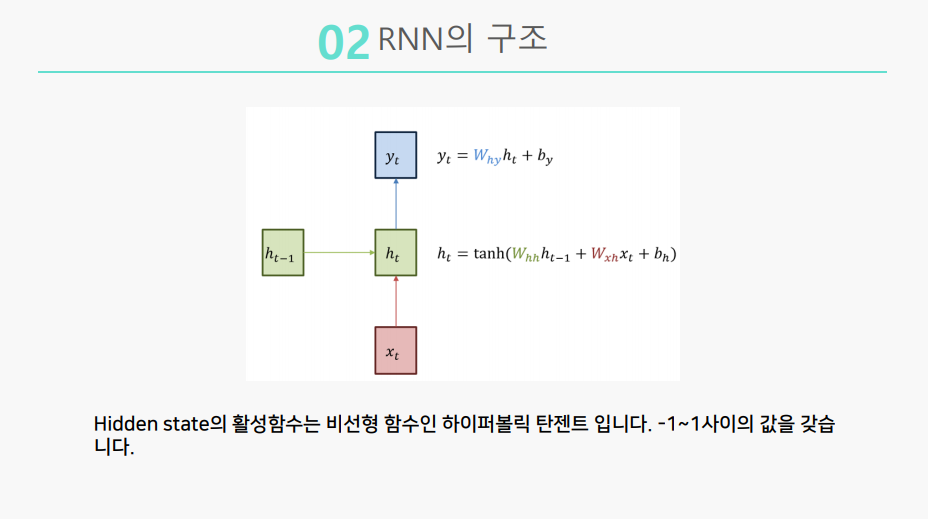 02 RNN의 구조
y_t
y_t = W_{hy}h_t + b_y
h_{t-1}
h_t
h_t = tanh(W_{hh}h_{t-1} + W_{xh}x_t + b_h)
x_t
Hidden state의 활성함수는 비선형 함수인 하이퍼볼릭 탄젠트 입니다. -1~1사이의 값을 갖습
니다.